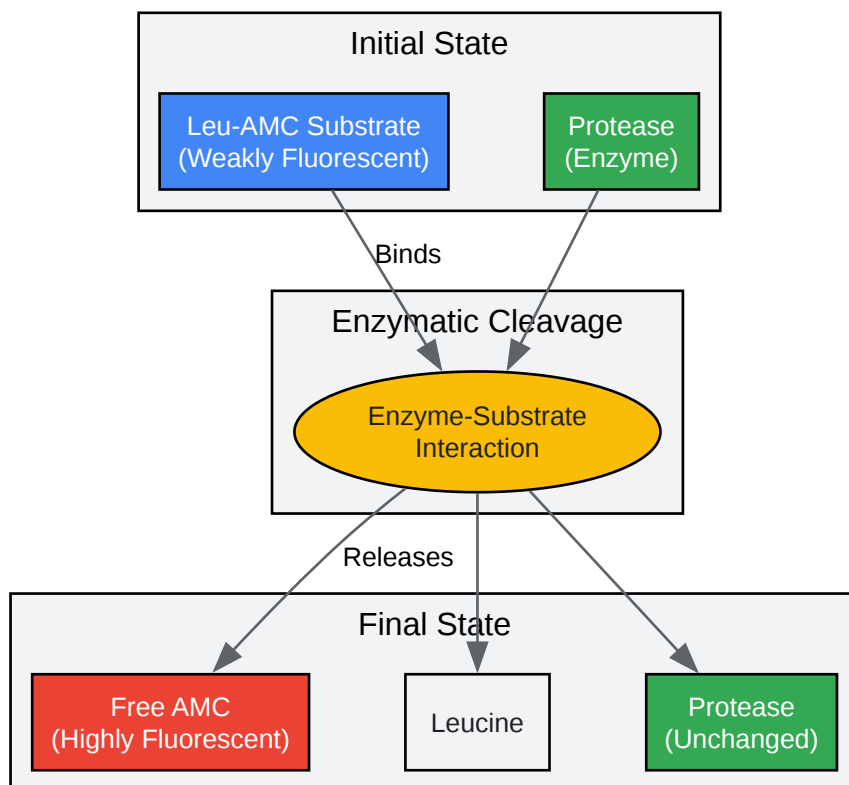 Initial State
Leu-AMC Substrate
(Weakly Fluorescent)
Protease
(Enzyme)
Binds
Enzymatic Cleavage
Enzyme-Substrate
Interaction
Releases
Final State
Free AMC
(Highly Fluorescent)
Leucine
Protease
(Unchanged)